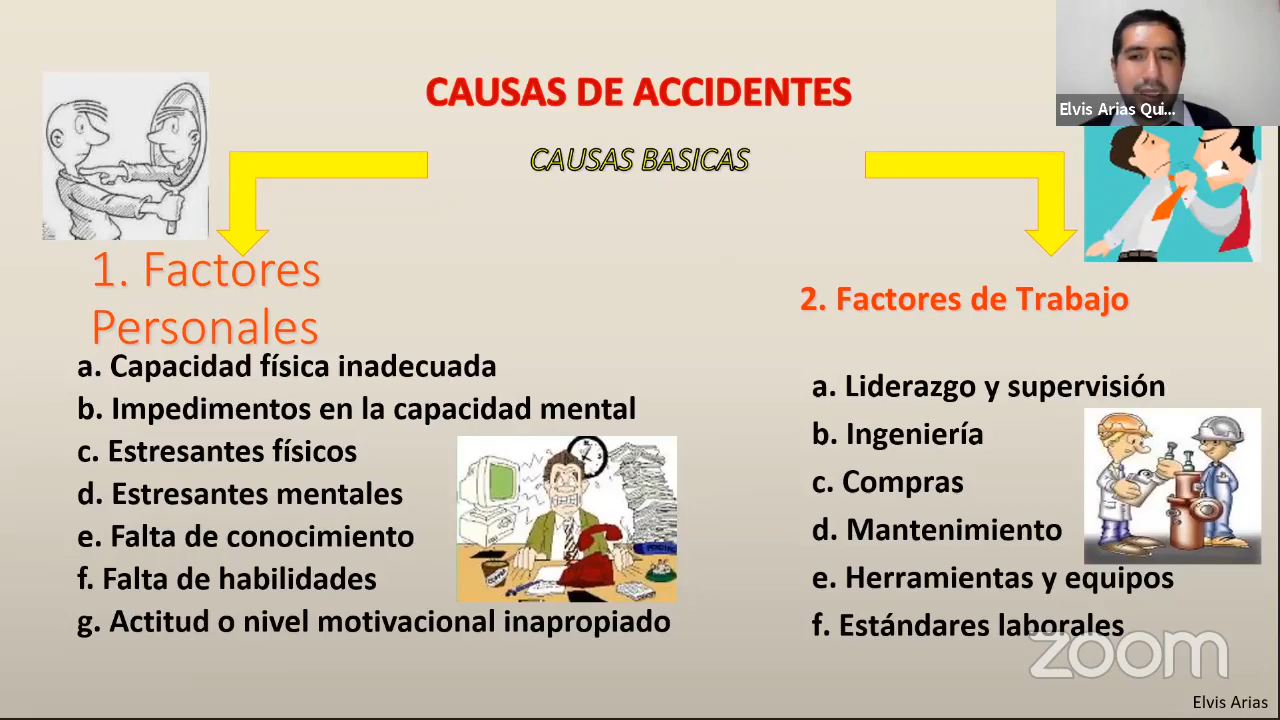 CAUSAS DE ACCIDENTES
Elvis Arias Qui...
CAUSAS BASICAS
1. Factores
Personales
a. Capacidad física inadecuada
b. Impedimentos en la capacidad mental
c. Estresantes físicos
d. Estresantes mentales
e. Falta de conocimiento
f. Falta de habilidades
g. Actitud o nivel motivacional inapropiado
2. Factores de Trabajo
a. Liderazgo y supervisión
b. Ingeniería
c. Compras
d. Mantenimiento
e. Herramientas y equipos
f. Estándares laborales
zoom
Elvis Arias